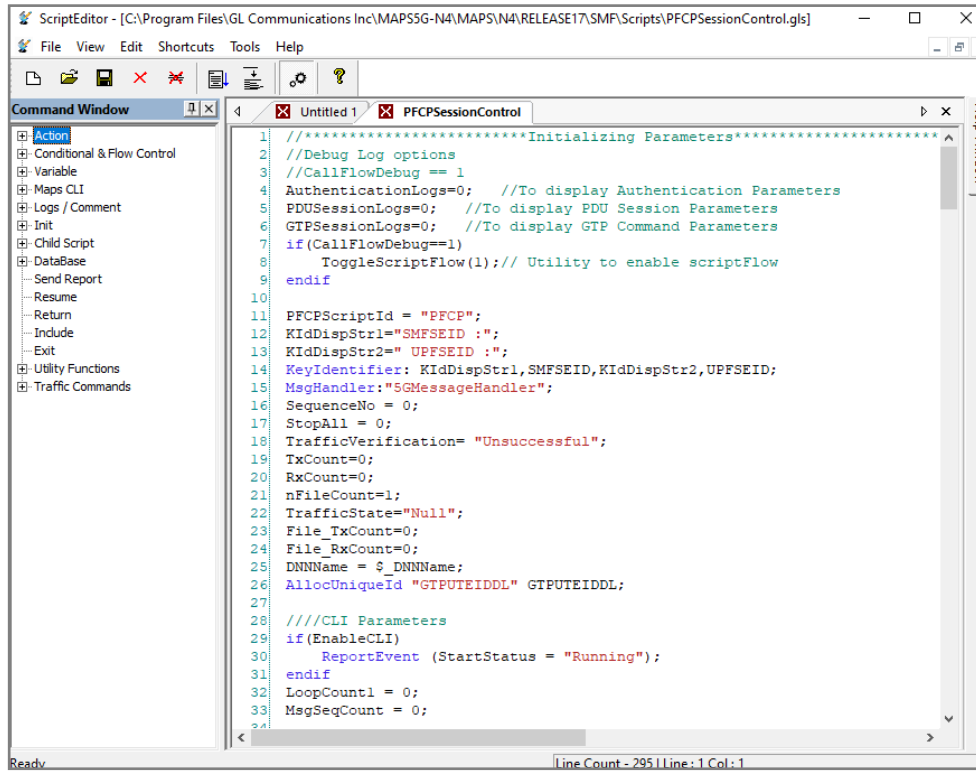 ScriptEditor - [C:\Program Files\GL Communications Inc\MAPS5G-N4\MAPS\N4\RELEASE17\SMF\Scripts\PFCPSessionControl.gls]
File View Edit Shortcuts Tools Help
Command Window
Action
Conditional & Flow Control
Variable
Maps CLI
Logs / Comment
Init
Child Script
DataBase
Send Report
Resume
Return
Include
Exit
Utility Functions
Traffic Commands
Untitled 1 PFCPSessionControl
1 //*************************Initializing Parameters***********************
2 //Debug Log options
3 //CallFlowDebug == 1
4 AuthenticationLogs=0; //To display Authentication Parameters
5 PDUSessionLogs=0; //To display PDU Session Parameters
6 GTPSessionLogs=0; //To display GTP Command Parameters
7 if(CallFlowDebug==1)
8 ToggleScriptFlow(1);// Utility to enable scriptFlow
9 endif
10
11 PFCPScriptId = "PFCP";
12 KIdDispStr1="SMFSEID :";
13 KIdDispStr2=" UPFSEID :";
14 KeyIdentifier: KIdDispStr1,SMFSEID,KIdDispStr2,UPFSEID;
15 MsgHandler:"5GMessageHandler";
16 SequenceNo = 0;
17 StopAll = 0;
18 TrafficVerification= "Unsuccessful";
19 TxCount=0;
20 RxCount=0;
21 nFileCount=1;
22 TrafficState="Null";
23 File_TxCount=0;
24 File_RxCount=0;
25 DNNName = $_DNNName;
26 AllocUniqueId "GTPUTEIDDL" GTPUTEIDDL;
27
28 ////CLI Parameters
29 if(EnableCLI)
30 ReportEvent (StartStatus = "Running");
31 endif
32 LoopCount1 = 0;
33 MsgSeqCount = 0;
34
Ready
Line Count - 295 | Line : 1 Col : 1